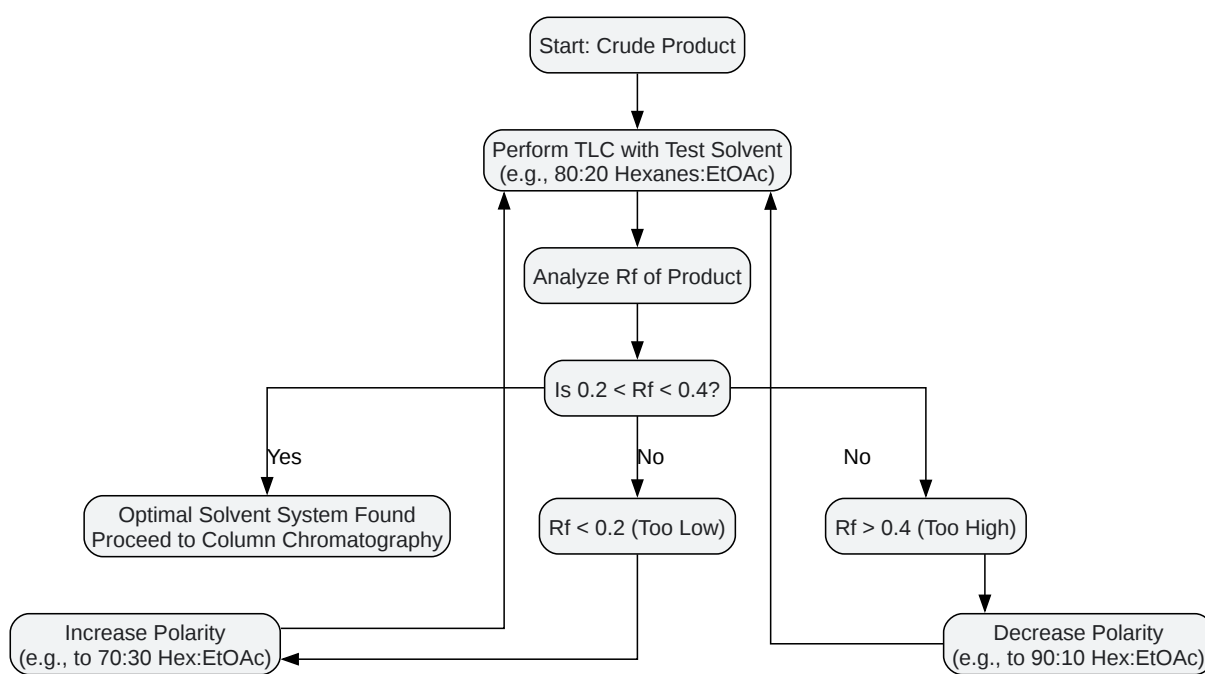 Start: Crude Product
Perform TLC with Test Solvent
(e.g., 80:20 Hexanes:EtOAc)
Analyze Rf of Product
Is 0.2 < Rf < 0.4?
Yes
No
No
Optimal Solvent System Found
Proceed to Column Chromatography
Rf < 0.2 (Too Low)
Rf > 0.4 (Too High)
Increase Polarity
(e.g., to 70:30 Hex:EtOAc)
Decrease Polarity
(e.g., to 90:10 Hex:EtOAc)